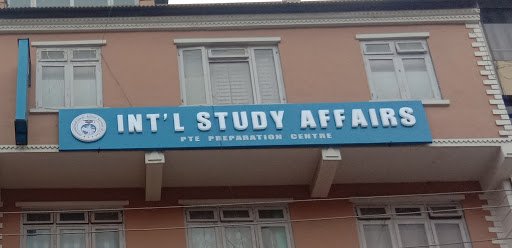 INT'L STUDY AFFAIRS
PTE PREPARATION CENTRE